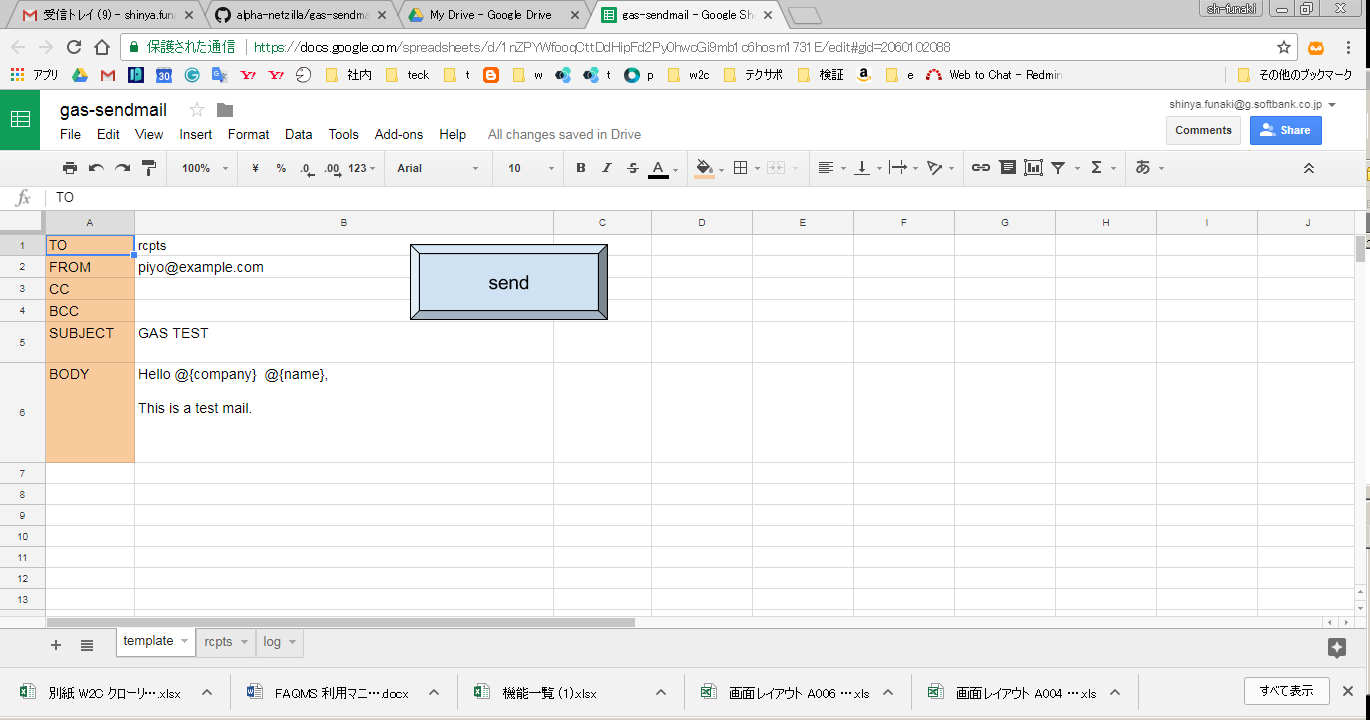 受信トレイ (9) - shinya.fun
alpha-netzilla/gas-sendma
My Drive - Google Drive
gas-sendmail - Google She
sh-funaki
保護された通信
https://docs.google.com/spreadsheets/d/1nZPYWfooqCttDdHipFd2Py0hwcGi9mb1c6hosm1731E/edit#gid=2060102088
アプリ
30
社内
teck
t
w
t
p
w2c
テクサポ
検証
e
Web to Chat - Redmin
その他のブックマーク
gas-sendmail
shinya.funaki@g.softbank.co.jp
File Edit View Insert Format Data Tools Add-ons Help All changes saved in Drive
Comments
Share
100% ¥ % .0 .00 123 Arial 10 B I S A Σ あ
fx TO
A B C D E F G H I J
1 TO rcpts
2 FROM piyo@example.com
send
3 CC
4 BCC
5 SUBJECT GAS TEST
6 BODY Hello @{company}  @{name},
This is a test mail.
7
8
9
10
11
12
13
template rcpts log
別紙 W2C クローリ….xlsx
FAQMS 利用マニ….docx
機能一覧 (1).xlsx
画面レイアウト A006 ….xls
画面レイアウト A004 ….xls
すべて表示